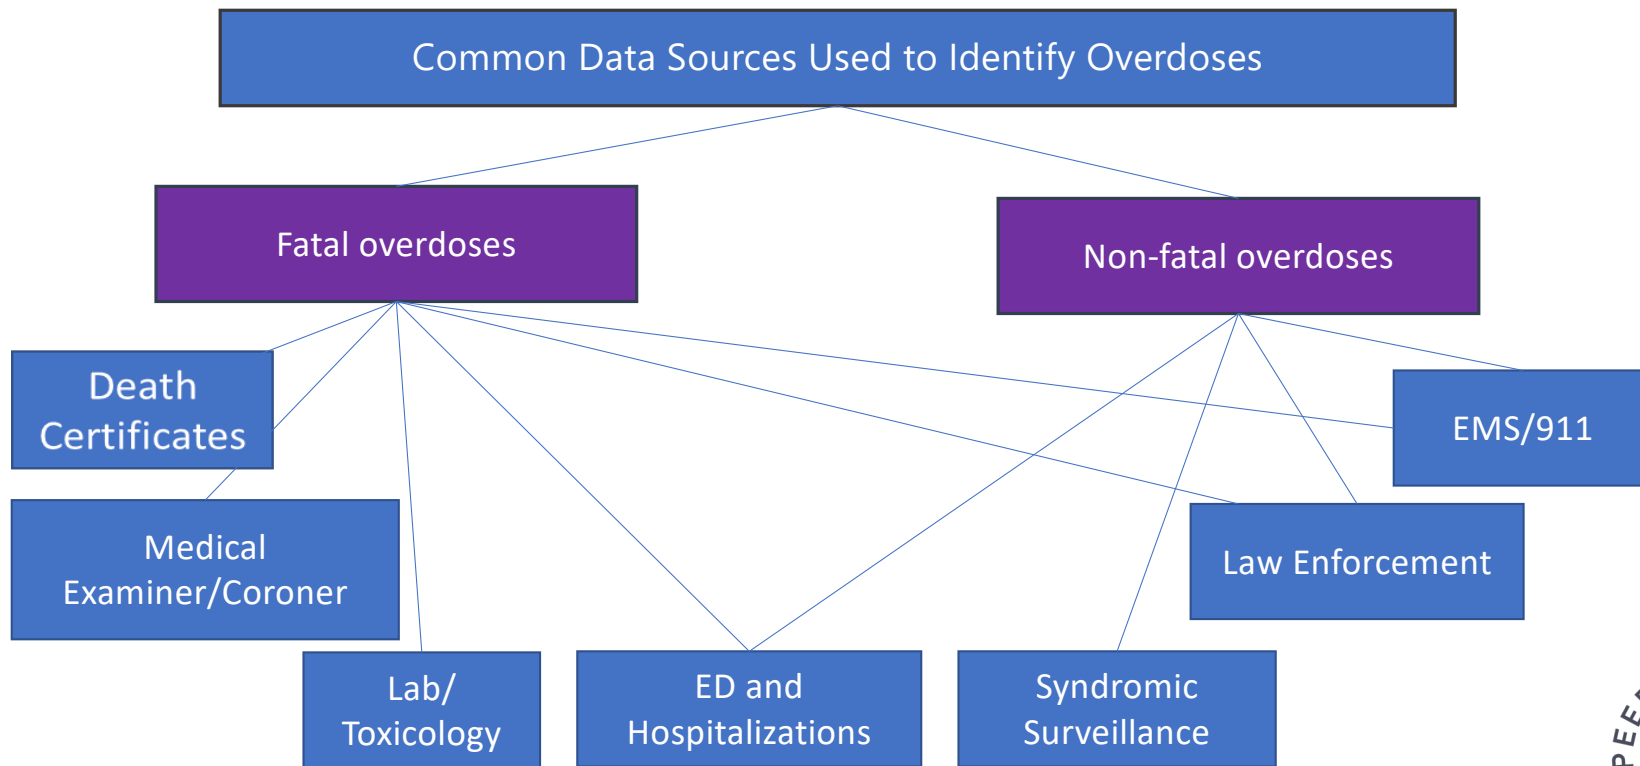 Common Data Sources Used to Identify Overdoses
Fatal overdoses
Non-fatal overdoses
Death
Certificates
EMS/911
Medical
Examiner/Coroner
Law Enforcement
Lab/
Toxicology
ED and
Hospitalizations
Syndromic
Surveillance